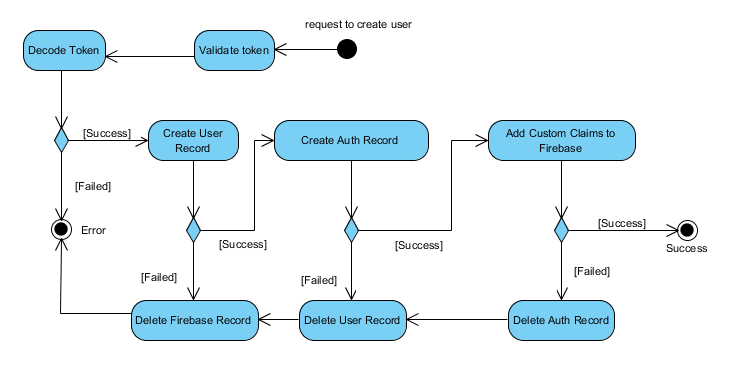 request to create user
Decode Token
Validate token
[Success]
Create User
Record
Create Auth Record
Add Custom Claims to
Firebase
[Failed]
Error
[Success]
[Success]
[Success]
Success
[Failed]
[Failed]
[Failed]
Delete Firebase Record
Delete User Record
Delete Auth Record